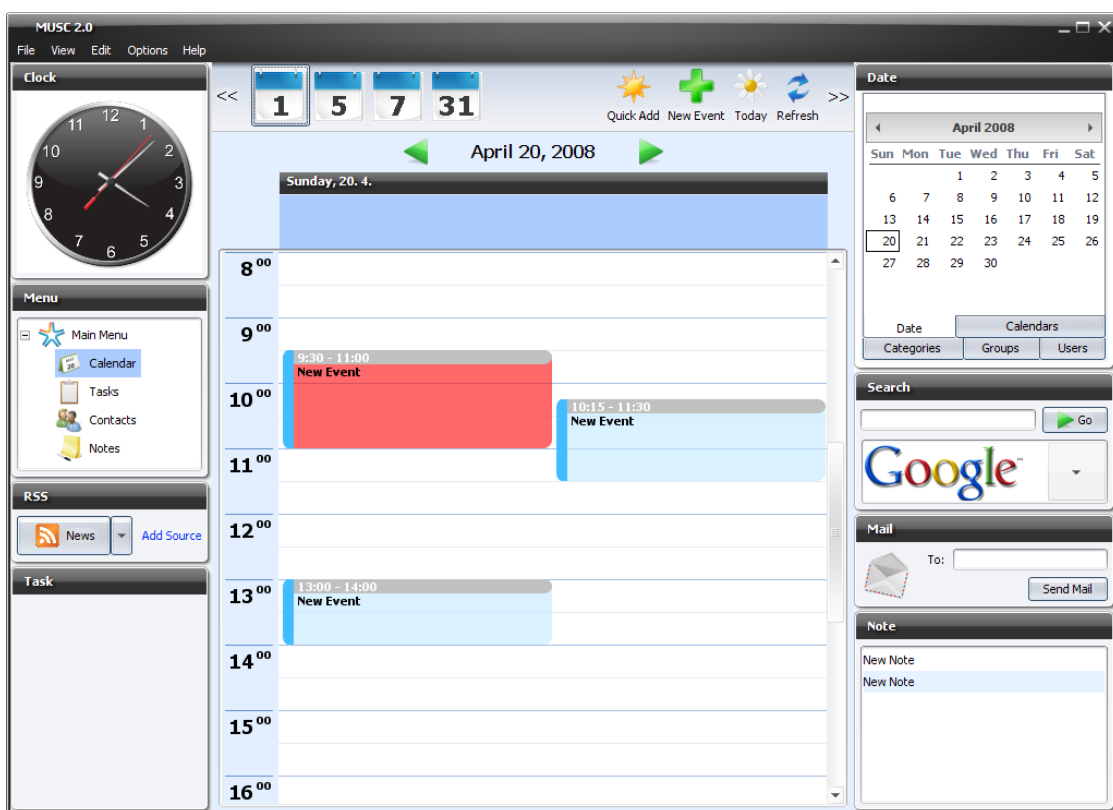 MUSC 2.0
File View Edit Options Help
Clock
12
1
2
3
4
5
6
7
8
9
10
11
Menu
Main Menu
Calendar
Tasks
Contacts
Notes
RSS
News Add Source
Task
<< 1 5 7 31 Quick Add New Event Today Refresh >>
April 20, 2008
Sunday, 20. 4.
8 00
9 00
9:30 - 11:00
New Event
10 00
10:15 - 11:30
New Event
11 00
12 00
13 00
13:00 - 14:00
New Event
14 00
15 00
16 00
Date
April 2008
Sun Mon Tue Wed Thu Fri Sat
1 2 3 4 5
6 7 8 9 10 11 12
13 14 15 16 17 18 19
20 21 22 23 24 25 26
27 28 29 30
Date Calendars
Categories Groups Users
Search
Go
Google™
Mail
To:
Send Mail
Note
New Note
New Note